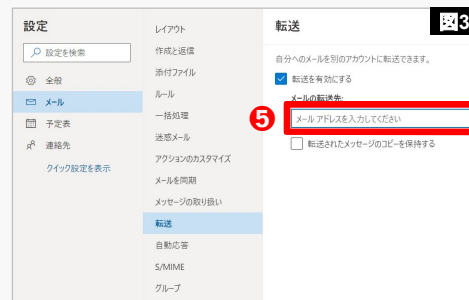 設定
設定を検索
全般
メール
予定表
連絡先
クイック設定を表示
レイアウト
作成と返信
添付ファイル
ルール
一括処理
迷惑メール
アクションのカスタマイズ
メールを同期
メッセージの取り扱い
転送
自動応答
S/MIME
グループ
転送
図3
自分へのメールを別のアカウントに転送できます。
転送を有効にする
メールの転送先:
5
メール アドレスを入力してください
転送されたメッセージのコピーを保持する